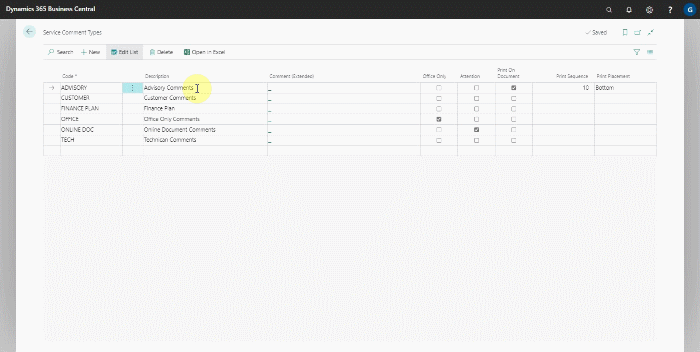 Dynamics 365 Business Central
?
G
Service Comment Types
Saved
Search + New Edit List Delete Open in Excel
Code Description Comment (Extended) Office Only Attention Print On Document Print Sequence Print Placement
ADVISORY Advisory Comments _ 10 Bottom
CUSTOMER Customer Comments _
FINANCE PLAN Finance Plan _
OFFICE Office Only Comments _
ONLINE DOC Online Document Comments _
TECH Technican Comments _